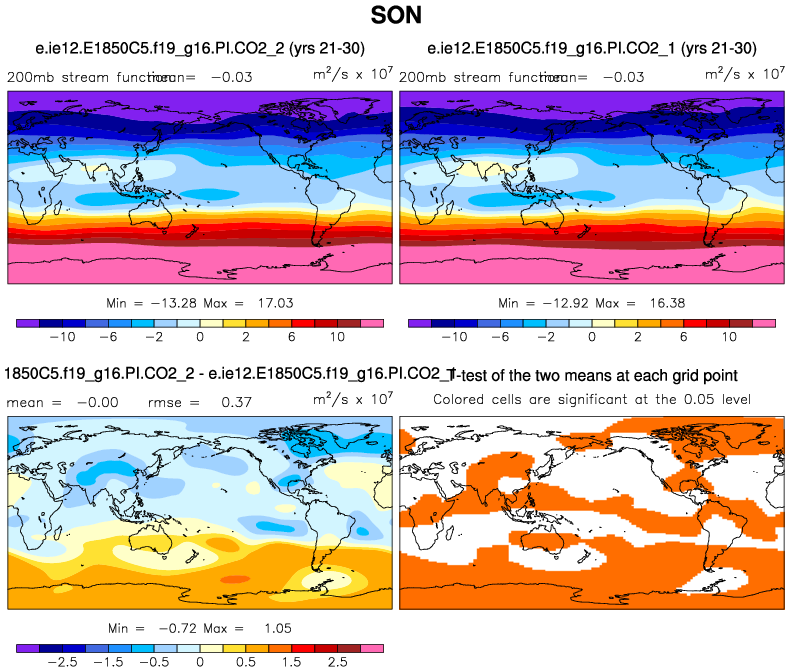 SON
e.ie12.E1850C5.f19_g16.PI.CO2_2 (yrs 21-30)
e.ie12.E1850C5.f19_g16.PI.CO2_1 (yrs 21-30)
200mb stream function mean = −0.03 m²/s x 10⁷
200mb stream function mean = −0.03 m²/s x 10⁷
Min = −13.28 Max = 17.03
Min = −12.92 Max = 16.38
−10 −6 −2 0 2 6 10
−10 −6 −2 0 2 6 10
1850C5.f19_g16.PI.CO2_2 - e.ie12.E1850C5.f19_g16.PI.CO2_1
T-test of the two means at each grid point
mean = −0.00 rmse = 0.37 m²/s x 10⁷
Colored cells are significant at the 0.05 level
Min = −0.72 Max = 1.05
−2.5 −1.5 −0.5 0 0.5 1.5 2.5